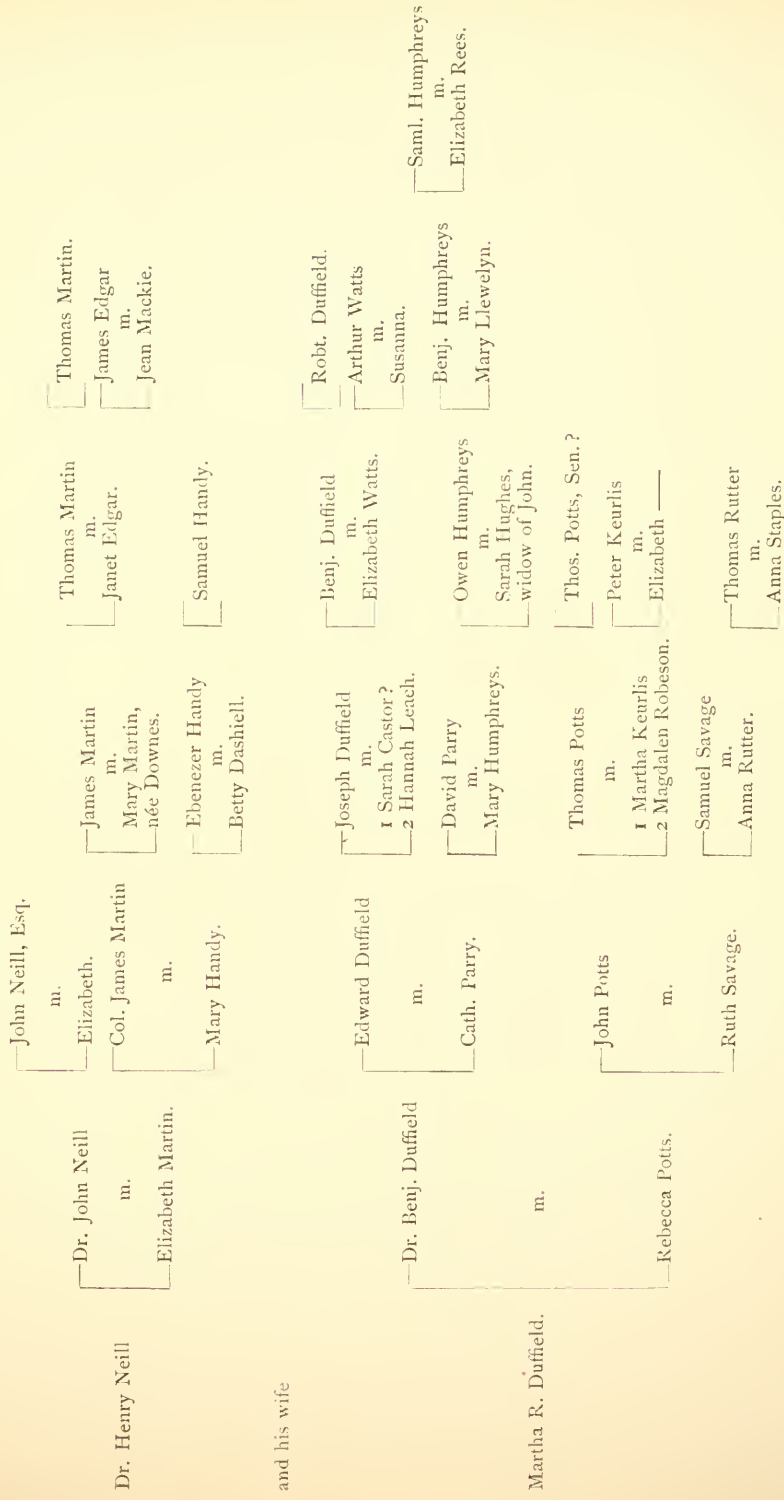 Dr. Henry Neill
and his wife
Martha R. Duffield.
Dr. John Neill
m.
Elizabeth Martin.
Dr. Benj. Duffield
m.
Rebecca Potts.
John Neill, Esq.
m.
Elizabeth.
Col. James Martin
m.
Mary Handy.
Edward Duffield
m.
Cath. Parry.
John Potts
m.
Ruth Savage.
James Martin
m.
Mary Martin,
née Downes.
Ebenezer Handy
m.
Betty Dashiell.
Joseph Duffield
m.
1 Sarah Castor ?
2 Hannah Leach.
David Parry
m.
Mary Humphreys.
Thomas Potts
m.
1 Martha Keurlis
2 Magdalen Robeson.
Samuel Savage
m.
Anna Rutter.
Thomas Martin
m.
Janet Edgar.
Samuel Handy.
Benj. Duffield
m.
Elizabeth Watts.
Owen Humphreys
m.
Sarah Hughes,
widow of John.
Thos. Potts, Sen. ?
Peter Keurlis
m.
Elizabeth ——
Thomas Rutter
m.
Anna Staples.
Thomas Martin.
James Edgar
m.
Jean Mackie.
Robt. Duffield.
Arthur Watts
m.
Susanna.
Benj. Humphreys
m.
Mary Llewelyn.
Saml. Humphreys
m.
Elizabeth Rees.